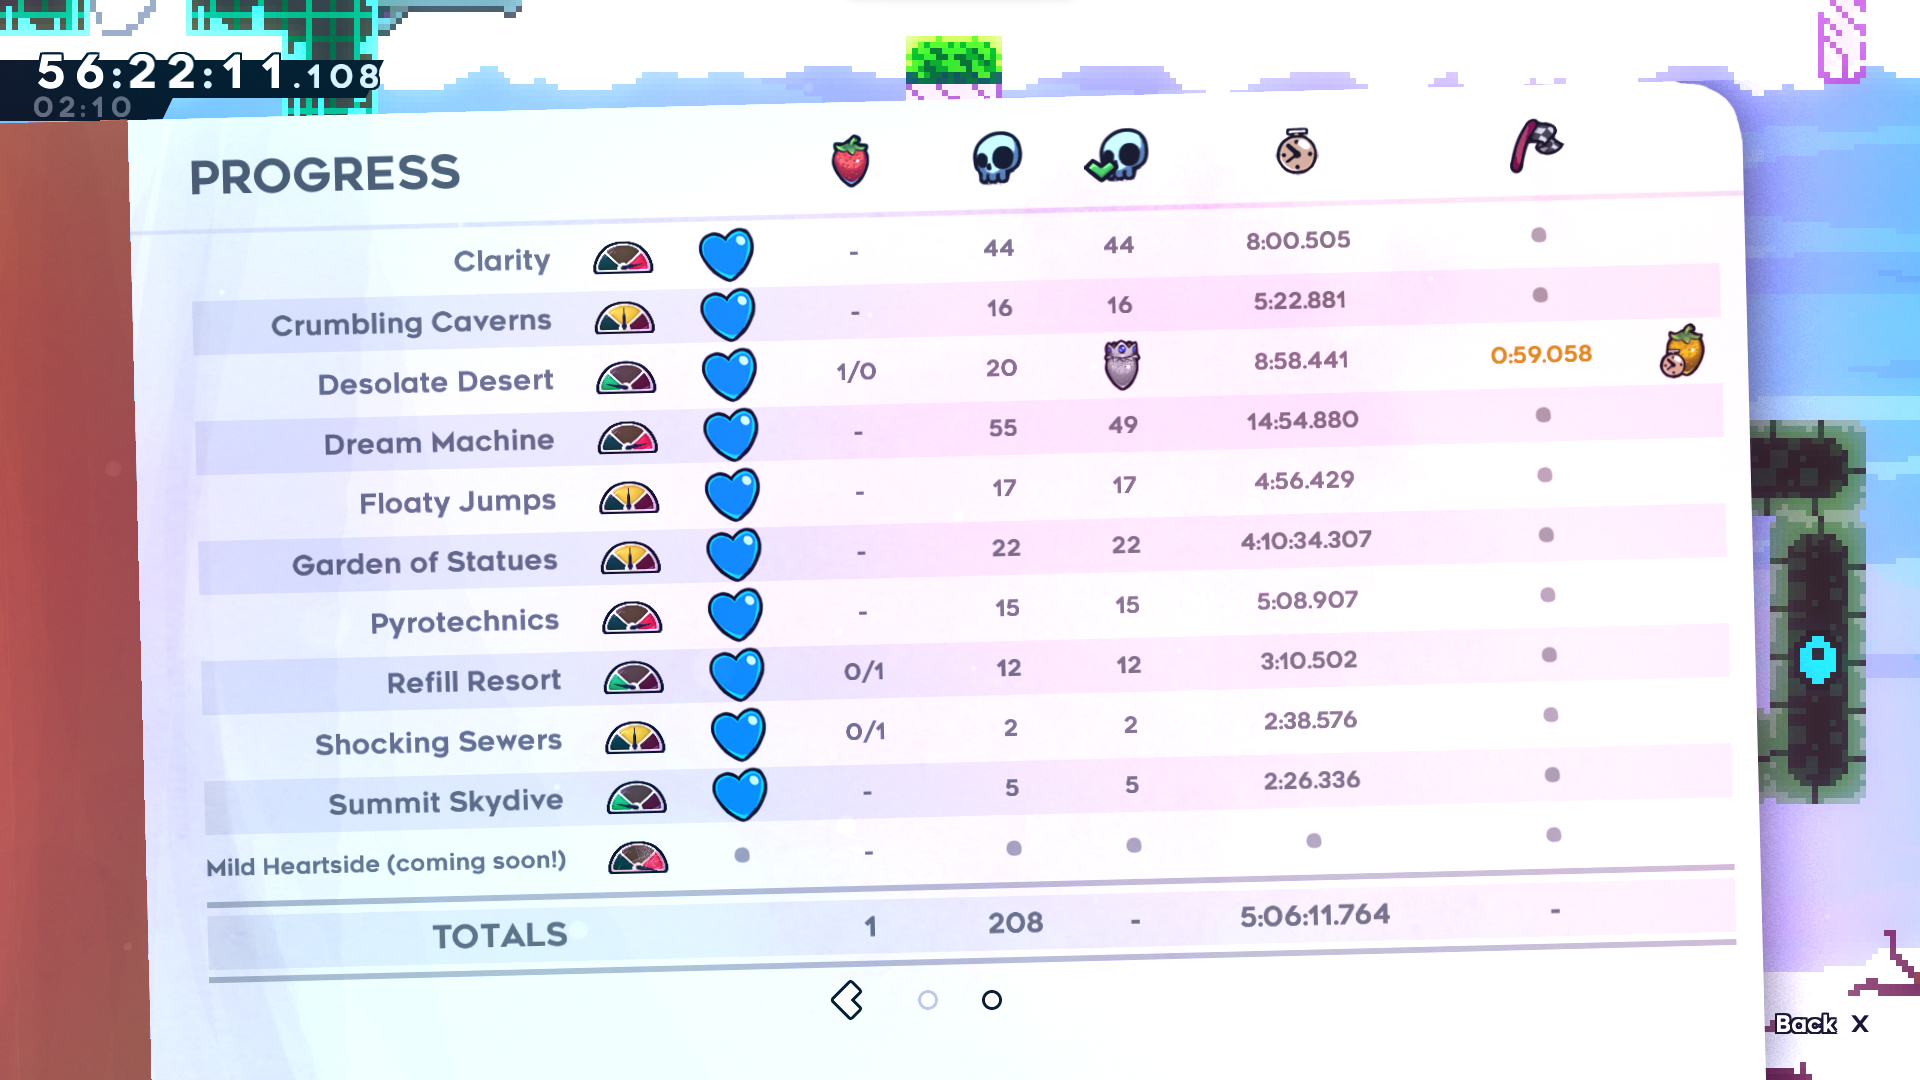 56:22:11.108
02:10
PROGRESS
Clarity - 44 44 8:00.505
Crumbling Caverns - 16 16 5:22.881
Desolate Desert 1/0 20 8:58.441 0:59.058
Dream Machine - 55 49 14:54.880
Floaty Jumps - 17 17 4:56.429
Garden of Statues - 22 22 4:10:34.307
Pyrotechnics - 15 15 5:08.907
Refill Resort 0/1 12 12 3:10.502
Shocking Sewers 0/1 2 2 2:38.576
Summit Skydive - 5 5 2:26.336
Mild Heartside (coming soon!) -
TOTALS 1 208 - 5:06:11.764 -
Back X